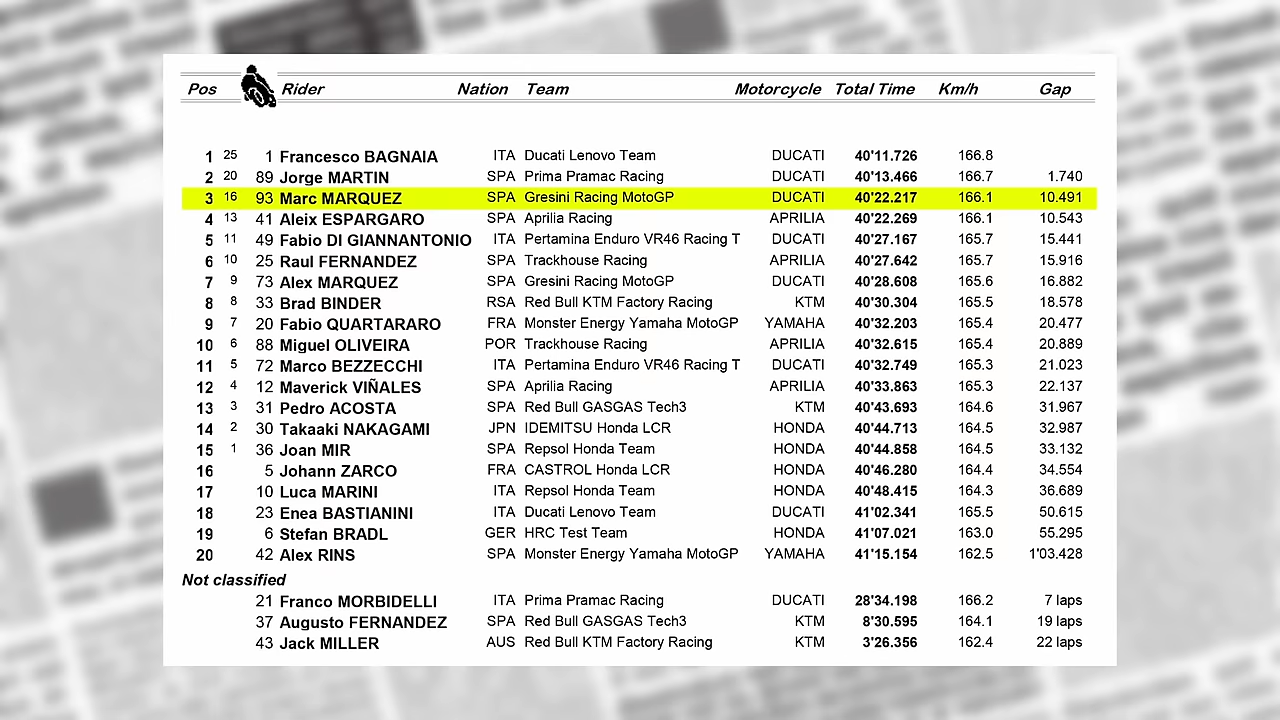 Pos Rider Nation Team Motorcycle Total Time Km/h Gap
1 25 1 Francesco BAGNAIA ITA Ducati Lenovo Team DUCATI 40'11.726 166.8
2 20 89 Jorge MARTIN SPA Prima Pramac Racing DUCATI 40'13.466 166.7 1.740
3 16 93 Marc MARQUEZ SPA Gresini Racing MotoGP DUCATI 40'22.217 166.1 10.491
4 13 41 Aleix ESPARGARO SPA Aprilia Racing APRILIA 40'22.269 166.1 10.543
5 11 49 Fabio DI GIANNANTONIO ITA Pertamina Enduro VR46 Racing T DUCATI 40'27.167 165.7 15.441
6 10 25 Raul FERNANDEZ SPA Trackhouse Racing APRILIA 40'27.642 165.7 15.916
7 9 73 Alex MARQUEZ SPA Gresini Racing MotoGP DUCATI 40'28.608 165.6 16.882
8 8 33 Brad BINDER RSA Red Bull KTM Factory Racing KTM 40'30.304 165.5 18.578
9 7 20 Fabio QUARTARARO FRA Monster Energy Yamaha MotoGP YAMAHA 40'32.203 165.4 20.477
10 6 88 Miguel OLIVEIRA POR Trackhouse Racing APRILIA 40'32.615 165.4 20.889
11 5 72 Marco BEZZECCHI ITA Pertamina Enduro VR46 Racing T DUCATI 40'32.749 165.3 21.023
12 4 12 Maverick VIÑALES SPA Aprilia Racing APRILIA 40'33.863 165.3 22.137
13 3 31 Pedro ACOSTA SPA Red Bull GASGAS Tech3 KTM 40'43.693 164.6 31.967
14 2 30 Takaaki NAKAGAMI JPN IDEMITSU Honda LCR HONDA 40'44.713 164.5 32.987
15 1 36 Joan MIR SPA Repsol Honda Team HONDA 40'44.858 164.5 33.132
16 5 Johann ZARCO FRA CASTROL Honda LCR HONDA 40'46.280 164.4 34.554
17 10 Luca MARINI ITA Repsol Honda Team HONDA 40'48.415 164.3 36.689
18 23 Enea BASTIANINI ITA Ducati Lenovo Team DUCATI 41'02.341 165.5 50.615
19 6 Stefan BRADL GER HRC Test Team HONDA 41'07.021 163.0 55.295
20 42 Alex RINS SPA Monster Energy Yamaha MotoGP YAMAHA 41'15.154 162.5 1'03.428
Not classified
21 Franco MORBIDELLI ITA Prima Pramac Racing DUCATI 28'34.198 166.2 7 laps
37 Augusto FERNANDEZ SPA Red Bull GASGAS Tech3 KTM 8'30.595 164.1 19 laps
43 Jack MILLER AUS Red Bull KTM Factory Racing KTM 3'26.356 162.4 22 laps